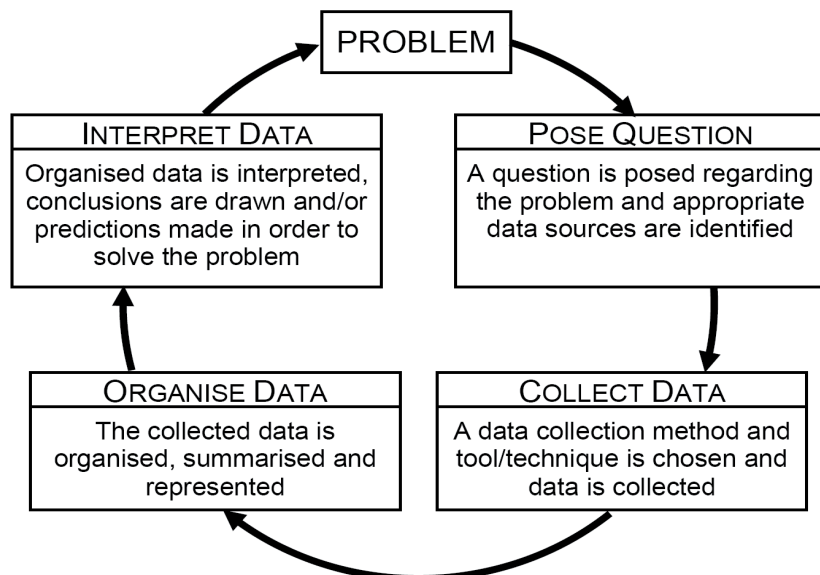 PROBLEM
INTERPRET DATA
Organised data is interpreted,
conclusions are drawn and/or
predictions made in order to
solve the problem
POSE QUESTION
A question is posed regarding
the problem and appropriate
data sources are identified
ORGANISE DATA
The collected data is
organised, summarised and
represented
COLLECT DATA
A data collection method and
tool/technique is chosen and
data is collected